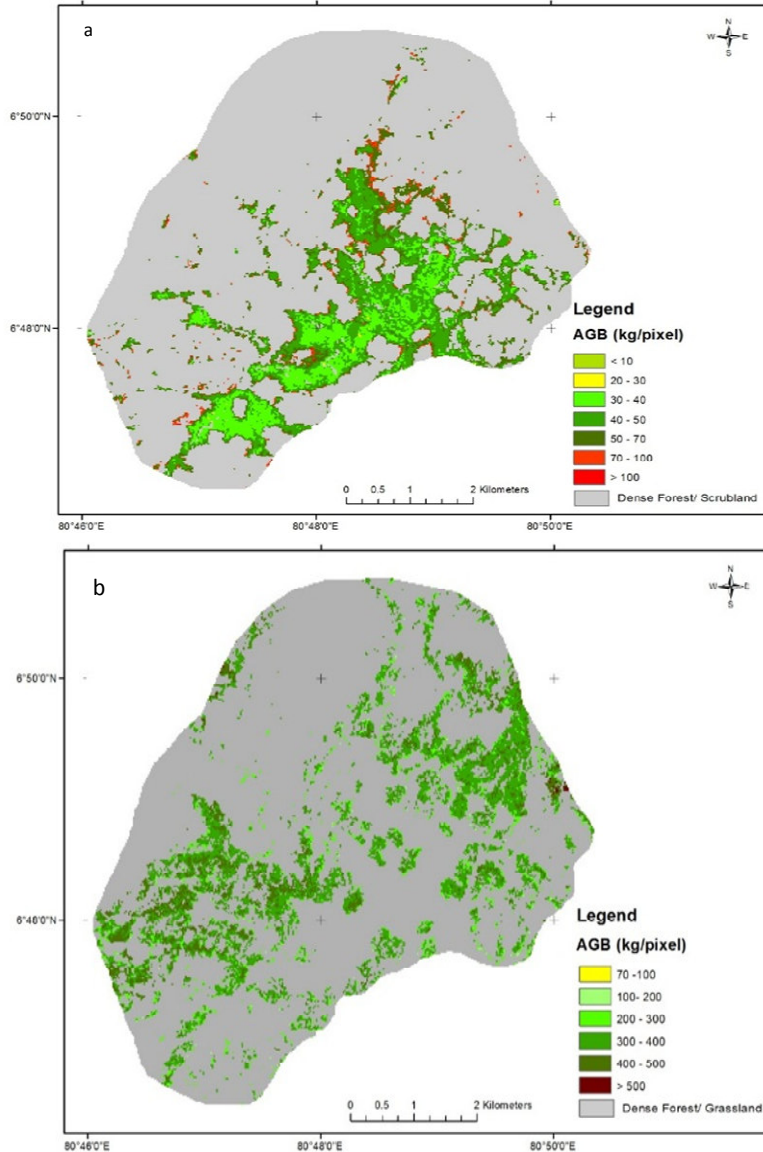 a
N
W E
S
6°50'0"N
6°48'0"N
Legend
AGB (kg/pixel)
< 10
20 - 30
30 - 40
40 - 50
50 - 70
70 - 100
> 100
Dense Forest/ Scrubland
0 0.5 1 2 Kilometers
80°46'0"E 80°48'0"E 80°50'0"E
b
N
W E
S
6°50'0"N
6°48'0"N
Legend
AGB (kg/pixel)
70 -100
100- 200
200 - 300
300 - 400
400 - 500
> 500
Dense Forest/ Grassland
0 0.5 1 2 Kilometers
80°46'0"E 80°48'0"E 80°50'0"E